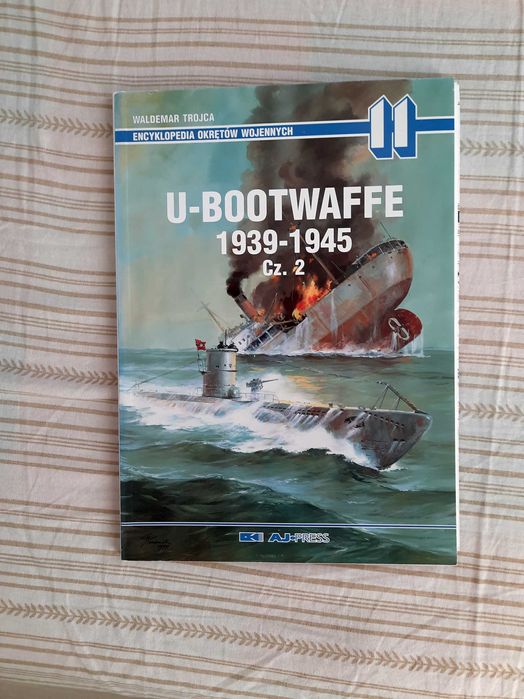 WALDEMAR TROJCA
ENCYKLOPEDIA OKRĘTÓW WOJENNYCH
11
U-BOOTWAFFE
1939-1945
Cz. 2
AJ-PRESS